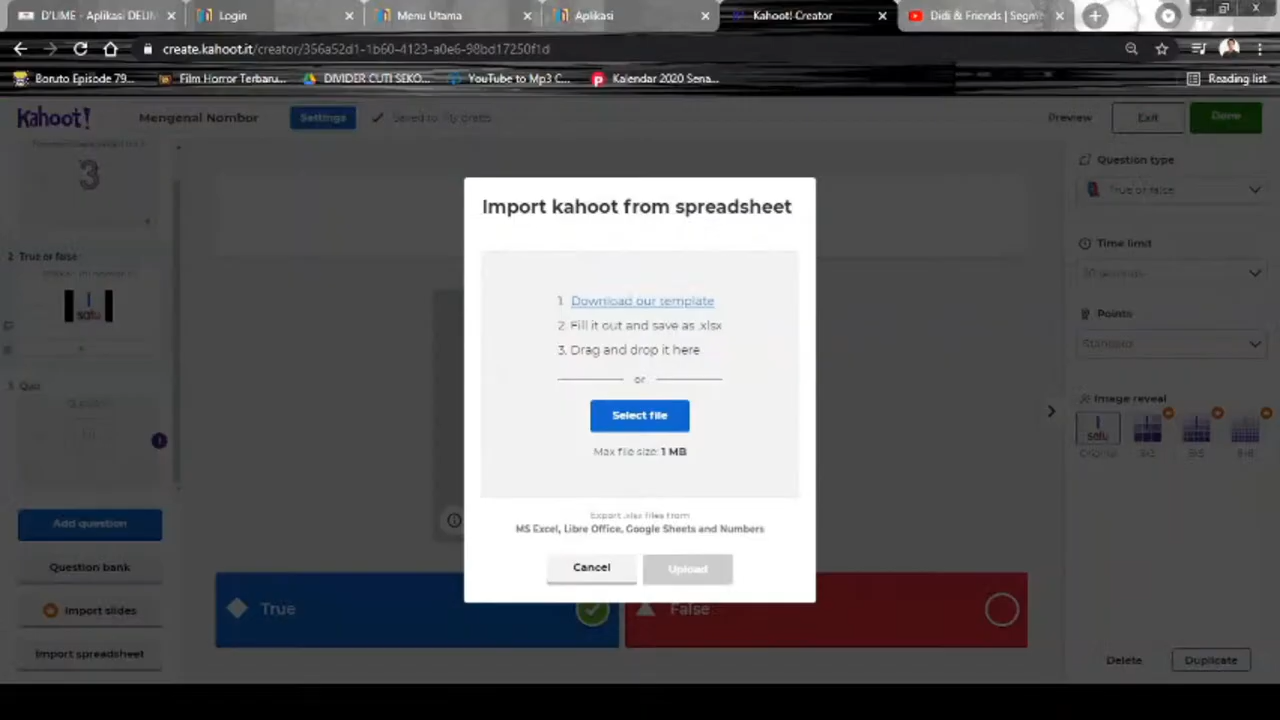 D'LIME - Aplikasi DELIM
Login
Menu Utama
Aplikasi
Kahoot! Creator
Didi & Friends | Segm
create.kahoot.it/creator/356a52d1-1b60-4123-a0e6-98bd17250f1d
Boruto Episode 79...
Film Horror Terbaru...
DIVIDER CUTI SEKO...
YouTube to Mp3 C...
Kalendar 2020 Sena...
Reading list
Kahoot!
Mengenal Nombor
Settings
Preview
Exit
Done
3
2 True or false
satu
3 Quiz
Add question
Question bank
Import slides
Import spreadsheet
Import kahoot from spreadsheet
1. Download our template
2. Fill it out and save as .xlsx
3. Drag and drop it here
or
Select file
Max file size: 1 MB
Export .xlsx files from
MS Excel, Libre Office, Google Sheets and Numbers
Cancel
Upload
True
False
Question type
True or false
Time limit
Points
Standard
Image reveal
satu
Original
Delete
Duplicate